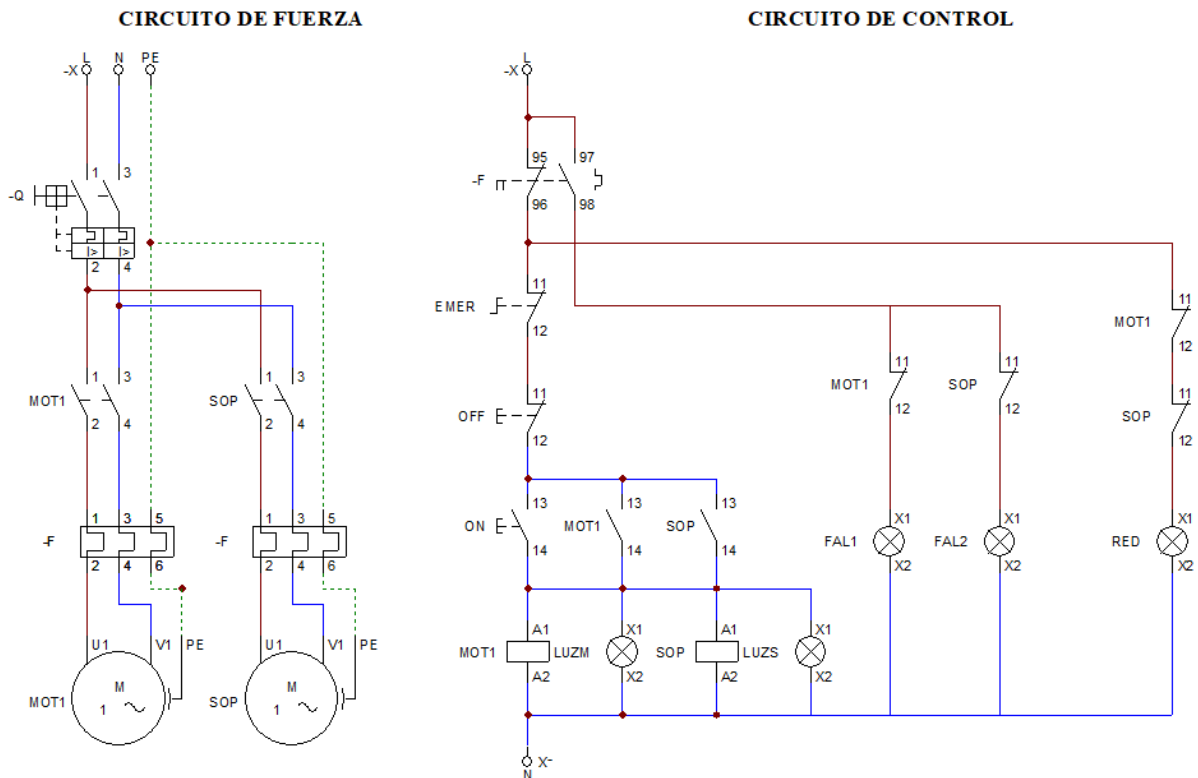 CIRCUITO DE FUERZA CIRCUITO DE CONTROL
L N PE
-X
1 3
-Q
I> I>
2 4
1 3 1 3
MOT1 SOP
2 4 2 4
1 3 5 1 3 5
-F -F
2 4 6 2 4 6
U1 V1 PE U1 V1 PE
M M
MOT1 1 SOP 1
L
-X
95 97
-F
96 98
11
EMER
12
11
OFF
12
13 13 13
ON MOT1 SOP
14 14 14
A1 X1 A1 X1
MOT1 LUZM SOP LUZS
A2 X2 A2 X2
X-
N
11 11
MOT1 SOP
12 12
X1 X1
FAL1 FAL2
X2 X2
11
MOT1
12
11
SOP
12
X1
RED
X2